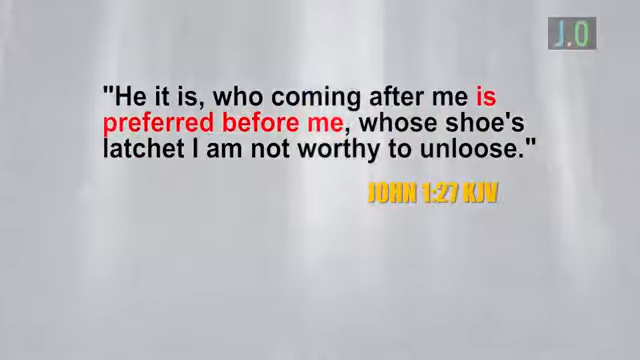 J.O
"He it is, who coming after me is
preferred before me, whose shoe's
latchet I am not worthy to unloose."
JOHN 1:27 KJV